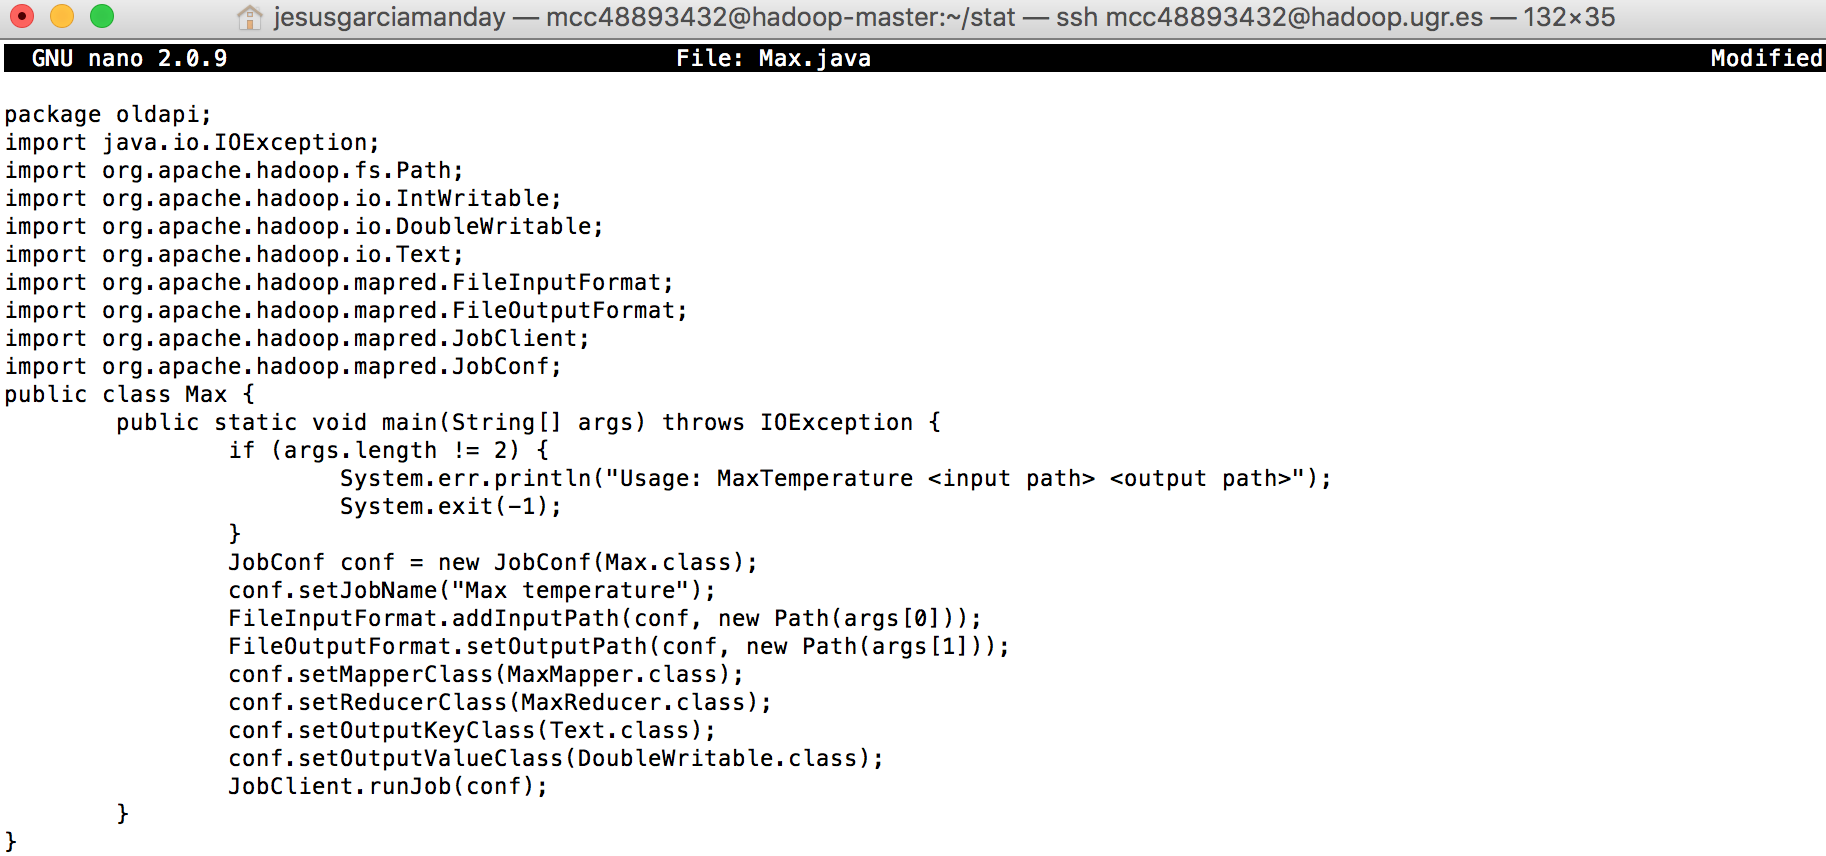 jesusgarciamanday — mcc48893432@hadoop-master:~/stat — ssh mcc48893432@hadoop.ugr.es — 132×35
GNU nano 2.0.9 File: Max.java Modified
package oldapi;
import java.io.IOException;
import org.apache.hadoop.fs.Path;
import org.apache.hadoop.io.IntWritable;
import org.apache.hadoop.io.DoubleWritable;
import org.apache.hadoop.io.Text;
import org.apache.hadoop.mapred.FileInputFormat;
import org.apache.hadoop.mapred.FileOutputFormat;
import org.apache.hadoop.mapred.JobClient;
import org.apache.hadoop.mapred.JobConf;
public class Max {
        public static void main(String[] args) throws IOException {
                if (args.length != 2) {
                        System.err.println("Usage: MaxTemperature <input path> <output path>");
                        System.exit(-1);
                }
                JobConf conf = new JobConf(Max.class);
                conf.setJobName("Max temperature");
                FileInputFormat.addInputPath(conf, new Path(args[0]));
                FileOutputFormat.setOutputPath(conf, new Path(args[1]));
                conf.setMapperClass(MaxMapper.class);
                conf.setReducerClass(MaxReducer.class);
                conf.setOutputKeyClass(Text.class);
                conf.setOutputValueClass(DoubleWritable.class);
                JobClient.runJob(conf);
        }
}